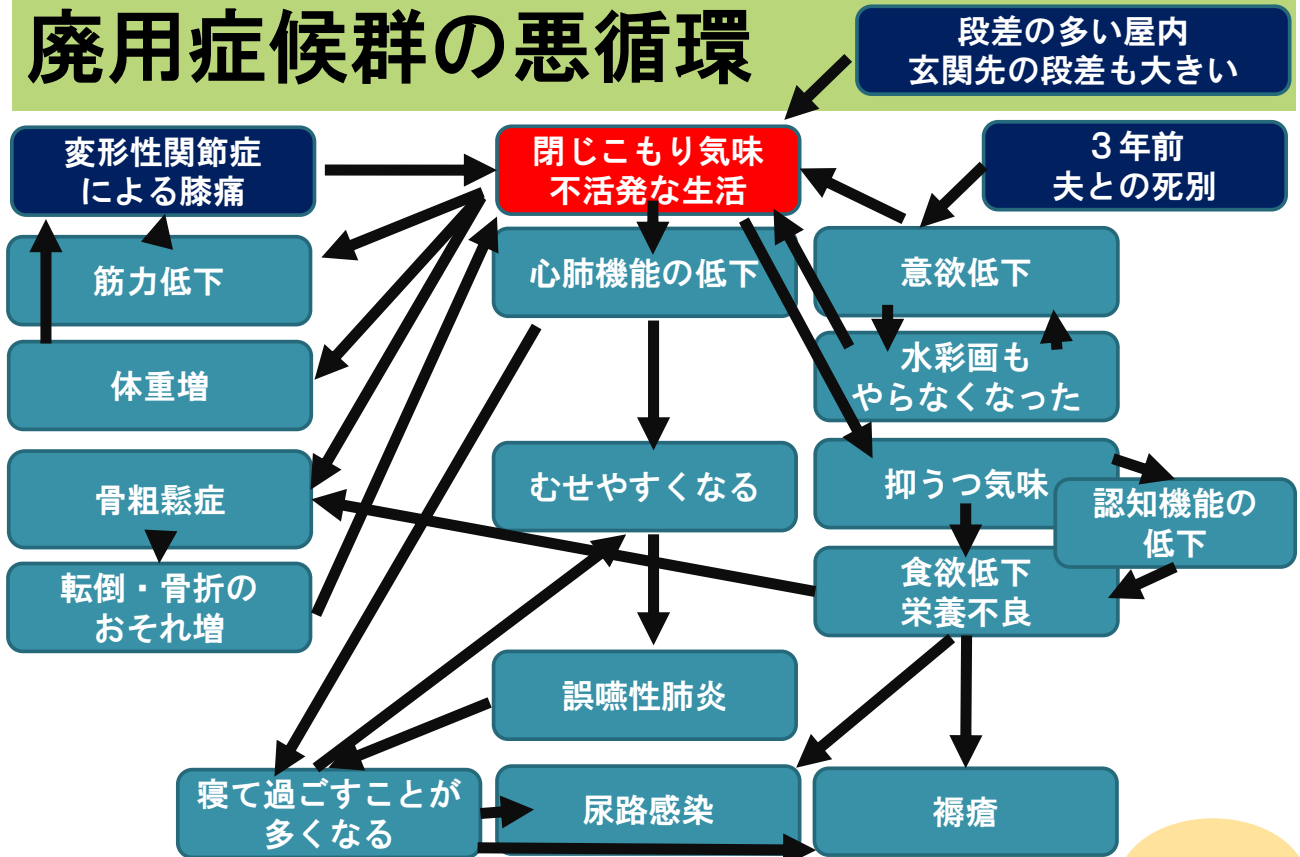 廃用症候群の悪循環
段差の多い屋内
玄関先の段差も大きい
変形性関節症
による膝痛
閉じこもり気味
不活発な生活
３年前
夫との死別
筋力低下
心肺機能の低下
意欲低下
体重増
水彩画も
やらなくなった
骨粗鬆症
むせやすくなる
抑うつ気味
認知機能の
低下
転倒・骨折の
おそれ増
食欲低下
栄養不良
誤嚥性肺炎
寝て過ごすことが
多くなる
尿路感染
褥瘡